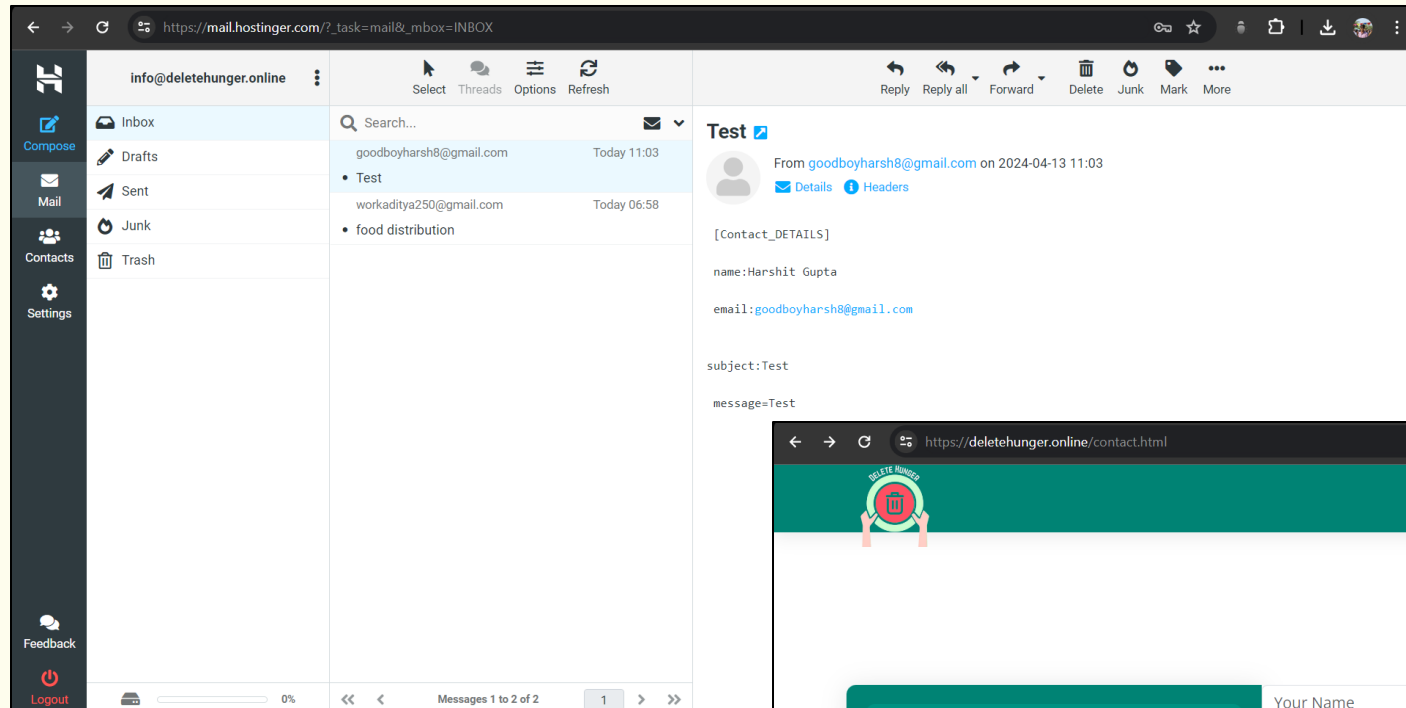 https://mail.hostinger.com/?_task=mail&_mbox=INBOX
info@deletehunger.online
Compose
Mail
Contacts
Settings
Feedback
Logout
Inbox
Drafts
Sent
Junk
Trash
0%
Select Threads Options Refresh
Search...
goodboyharsh8@gmail.com Today 11:03
• Test
workaditya250@gmail.com Today 06:58
• food distribution
Messages 1 to 2 of 2 1
Reply Reply all Forward Delete Junk Mark More
Test
From goodboyharsh8@gmail.com on 2024-04-13 11:03
Details Headers
[Contact_DETAILS]
name:Harshit Gupta
email:goodboyharsh8@gmail.com
subject:Test
message=Test
https://deletehunger.online/contact.html
DELETE HUNGER
Your Name